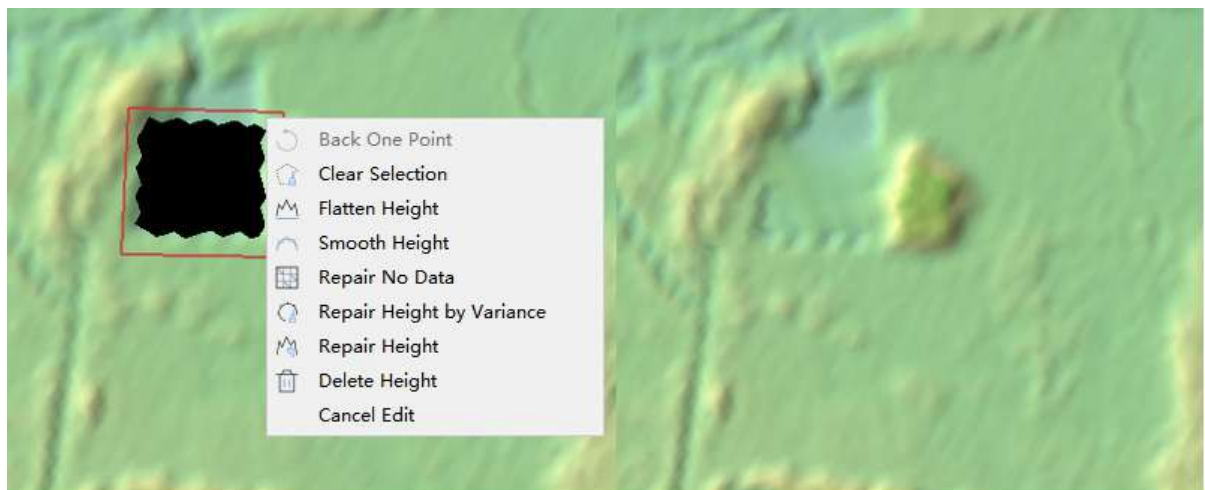 Back One Point
Clear Selection
Flatten Height
Smooth Height
Repair No Data
Repair Height by Variance
Repair Height
Delete Height
Cancel Edit